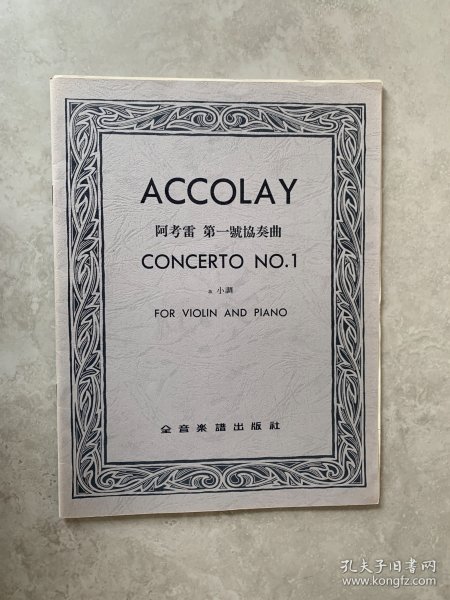 ACCOLAY
阿考雷 第一號協奏曲
CONCERTO NO.1
a 小調
FOR VIOLIN AND PIANO
全音樂譜出版社
孔夫子旧书网
www.kongfz.com